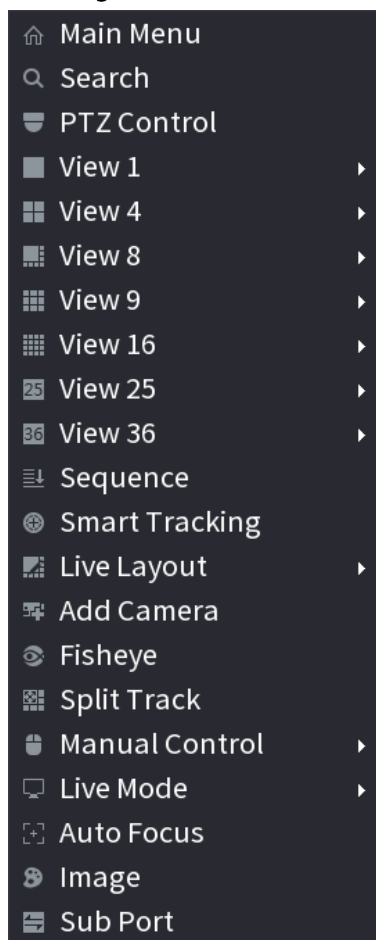 Main Menu
Search
PTZ Control
View 1
View 4
View 8
View 9
View 16
25 View 25
36 View 36
Sequence
Smart Tracking
Live Layout
Add Camera
Fisheye
Split Track
Manual Control
Live Mode
Auto Focus
Image
Sub Port